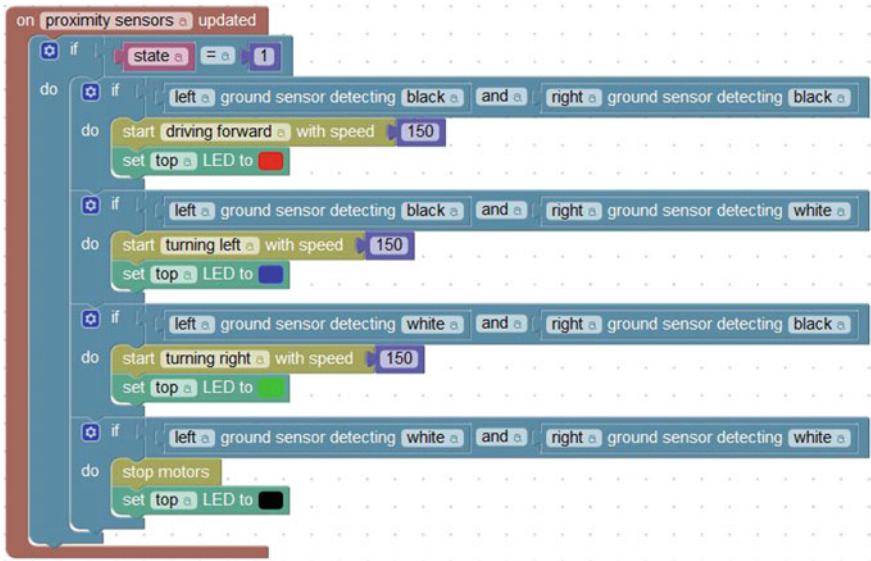 on proximity sensors updated
if state = 1
do if left ground sensor detecting black and right ground sensor detecting black
do start driving forward with speed 150
set top LED to
if left ground sensor detecting black and right ground sensor detecting white
do start turning left with speed 150
set top LED to
if left ground sensor detecting white and right ground sensor detecting black
do start turning right with speed 150
set top LED to
if left ground sensor detecting white and right ground sensor detecting white
do stop motors
set top LED to